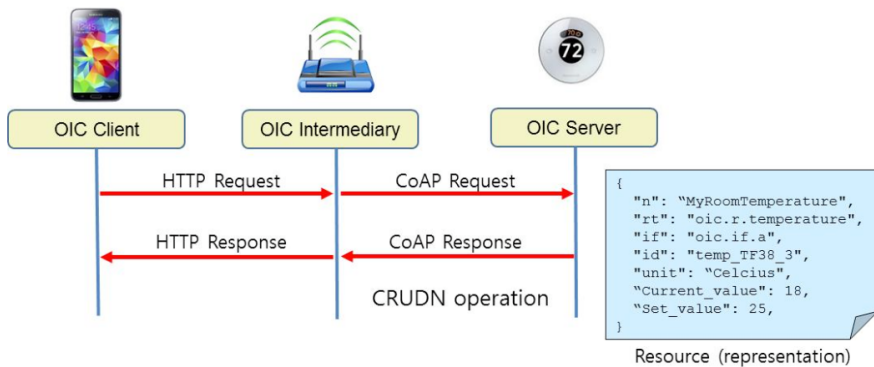 72
OIC Client
OIC Intermediary
OIC Server
HTTP Request
CoAP Request
HTTP Response
CoAP Response
CRUDN operation
{
"n": “MyRoomTemperature",
"rt": "oic.r.temperature",
"if": "oic.if.a",
"id": "temp_TF38_3",
"unit": “Celcius",
“Current_value": 18,
“Set_value": 25,
}
Resource (representation)